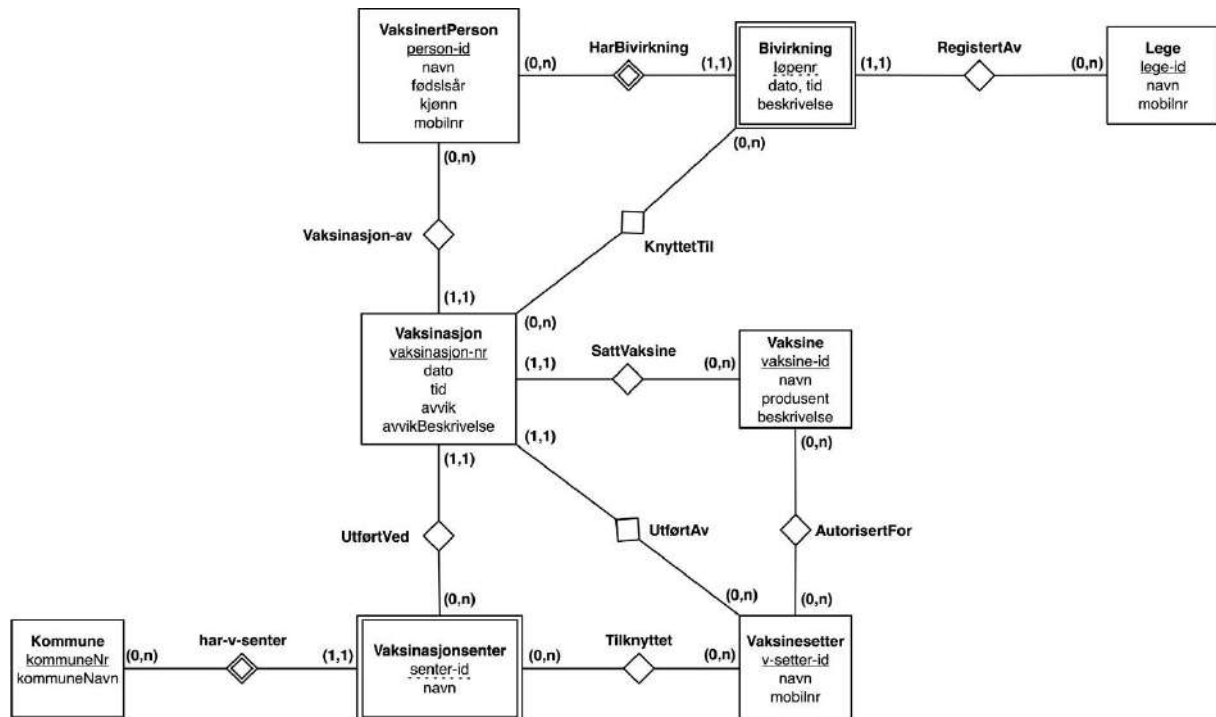 VaksinertPerson
person-id
navn
fødslsår
kjønn
mobilnr
(0,n)
HarBivirkning
(1,1)
Bivirkning
løpenr
dato, tid
beskrivelse
(1,1)
RegistertAv
(0,n)
Lege
lege-id
navn
mobilnr
(0,n)
(0,n)
Vaksinasjon-av
KnyttetTil
(1,1)
(0,n)
Vaksinasjon
vaksinasjon-nr
dato
tid
avvik
avvikBeskrivelse
SattVaksine
(1,1)
(0,n)
Vaksine
vaksine-id
navn
produsent
beskrivelse
(1,1)
(1,1)
(0,n)
UtførtVed
UtførtAv
AutorisertFor
(0,n)
(0,n)
(0,n)
Kommune
kommuneNr
kommuneNavn
(0,n)
har-v-senter
(1,1)
Vaksinasjonsenter
senter-id
navn
(0,n)
Tilknyttet
(0,n)
Vaksinesetter
v-setter-id
navn
mobilnr